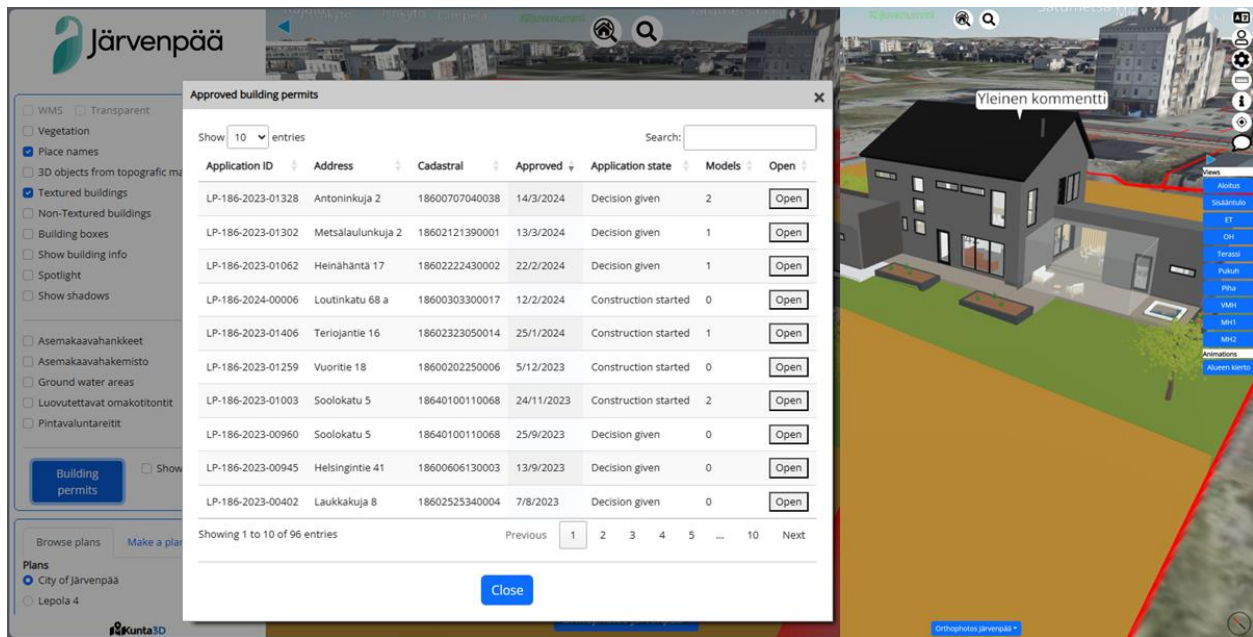 Järvenpää
WMS Transparent
Vegetation
Place names
3D objects from topografic ma
Textured buildings
Non-Textured buildings
Building boxes
Show building info
Spotlight
Show shadows
Asemakaavahankkeet
Asemakaavahakemisto
Ground water areas
Luovutettavat omakotitontit
Pintavaluntareitit
Building
permits
Show
Browse plans Make a plan
Plans
City of Järvenpää
Lepola 4
Kunta3D
Approved building permits
Show 10 entries Search:
Application ID Address Cadastral Approved Application state Models Open
LP-186-2023-01328 Antoninkuja 2 18600707040038 14/3/2024 Decision given 2 Open
LP-186-2023-01302 Metsälaulunkuja 2 18602121390001 13/3/2024 Decision given 1 Open
LP-186-2023-01062 Heinähäntä 17 18602222430002 22/2/2024 Decision given 1 Open
LP-186-2024-00006 Loutinkatu 68 a 18600303300017 12/2/2024 Construction started 0 Open
LP-186-2023-01406 Teriojantie 16 18602323050014 25/1/2024 Construction started 1 Open
LP-186-2023-01259 Vuoritie 18 18600202250006 5/12/2023 Construction started 0 Open
LP-186-2023-01003 Soolokatu 5 18640100110068 24/11/2023 Construction started 2 Open
LP-186-2023-00960 Soolokatu 5 18640100110068 25/9/2023 Decision given 0 Open
LP-186-2023-00945 Helsingintie 41 18600606130003 13/9/2023 Decision given 0 Open
LP-186-2023-00402 Laukkakuja 8 18602525340004 7/8/2023 Decision given 0 Open
Showing 1 to 10 of 96 entries Previous 1 2 3 4 5 ... 10 Next
Close
Yleinen kommentti
Views
Aloitus
Sisääntulo
ET
OH
Terassi
Pukuh
Piha
VMH
MH1
MH2
Animations
Alueen kierto
Orthophotos Järvenpää